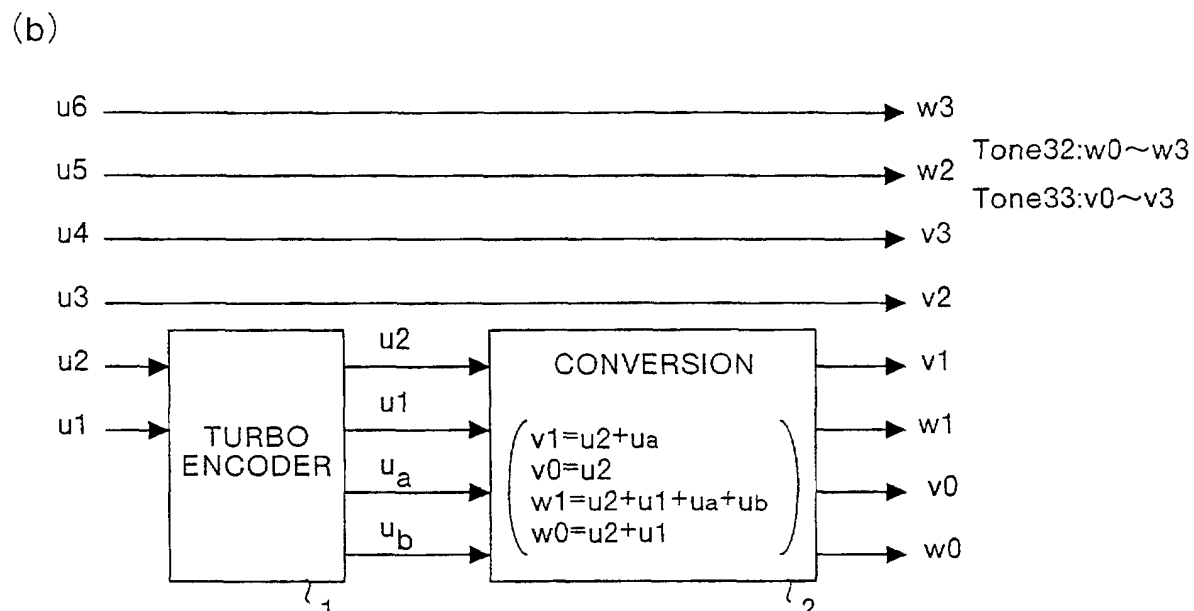 (b)
u6 w3
Tone32:w0～w3
u5 w2
Tone33:v0～v3
u4 v3
u3 v2
u2 u2 CONVERSION v1
u1 u1 w1
TURBO
ENCODER
v1=u2+ua
v0=u2
w1=u2+u1+ua+ub
w0=u2+u1
ua v0
ub w0
1 2